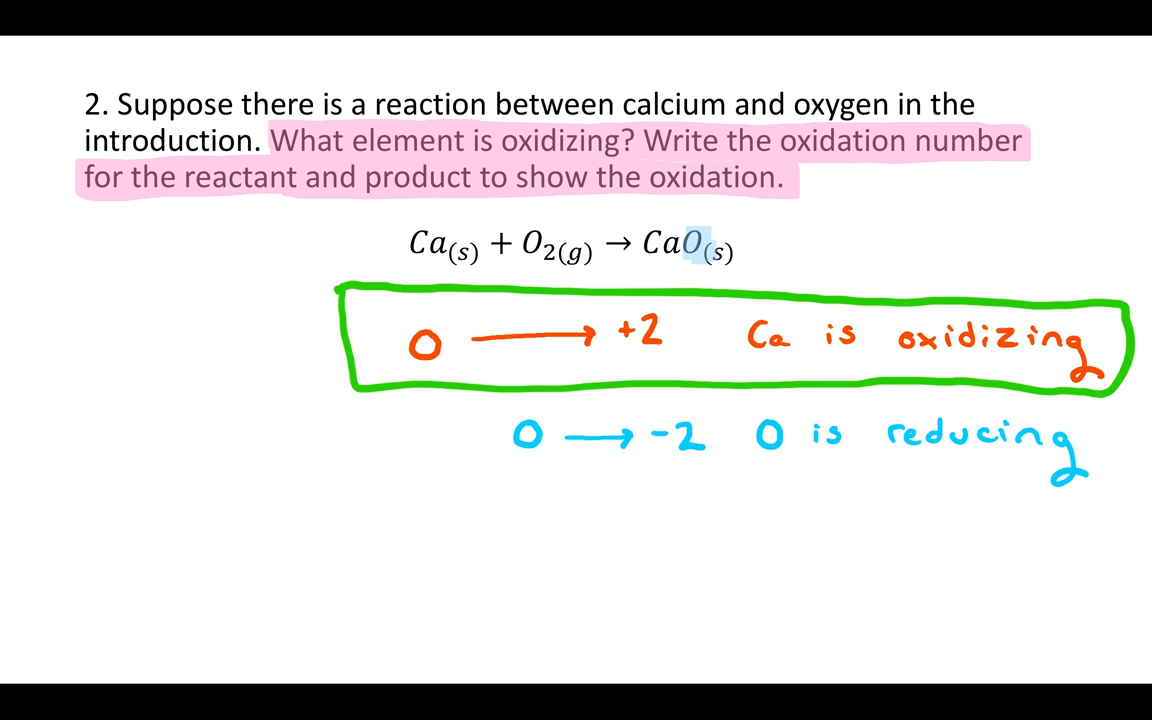 2. Suppose there is a reaction between calcium and oxygen in the
introduction. What element is oxidizing? Write the oxidation number
for the reactant and product to show the oxidation.
Ca(s) + O2(g) → CaO(s)
0 → +2 Ca is oxidizing
0 → -2 O is reducing